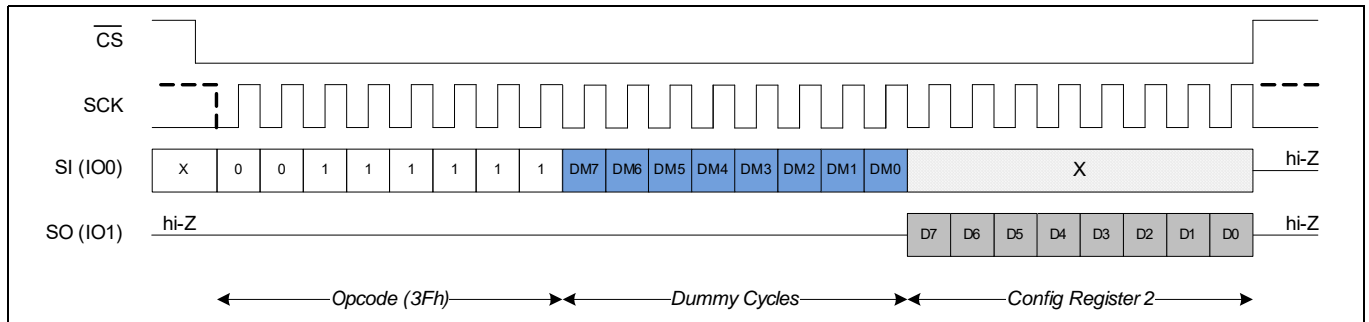 CS
SCK
SI (IO0) X 0 0 1 1 1 1 1 1 DM7 DM6 DM5 DM4 DM3 DM2 DM1 DM0 X hi-Z
SO (IO1) hi-Z D7 D6 D5 D4 D3 D2 D1 D0 hi-Z
Opcode (3Fh) Dummy Cycles Config Register 2